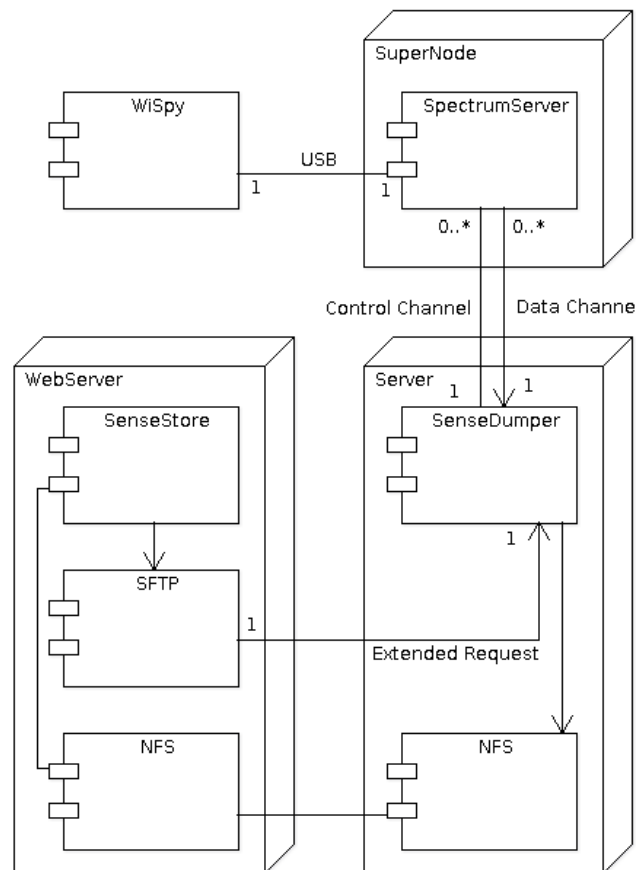 SuperNode
WiSpy
SpectrumServer
USB
1
1
0..*
0..*
Control Channel
Data Channe
WebServer
Server
1
1
SenseStore
SenseDumper
1
SFTP
1
Extended Request
NFS
NFS